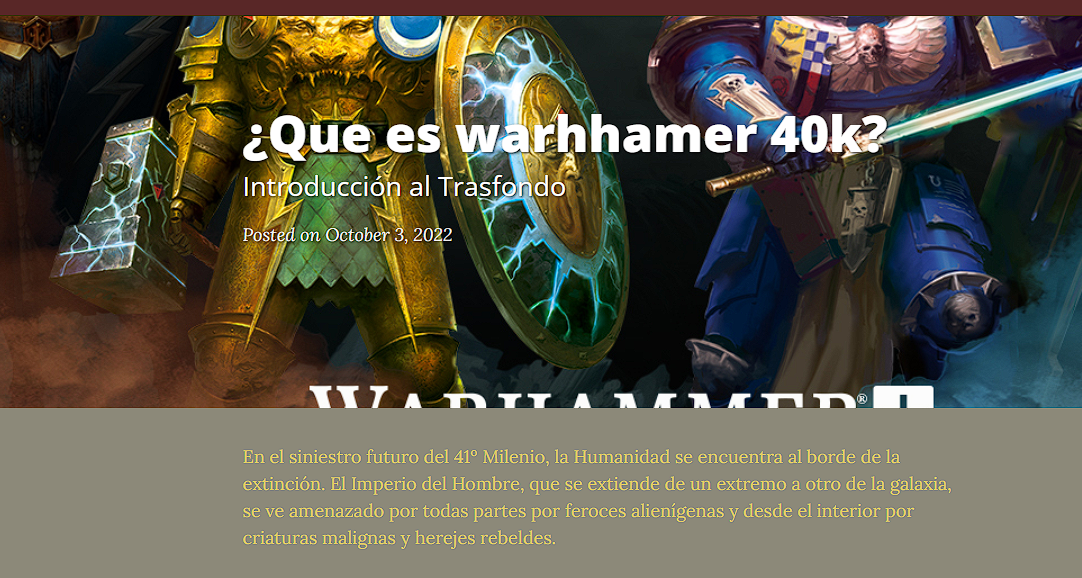 ¿Que es warhhamer 40k?
Introducción al Trasfondo
Posted on October 3, 2022
WARHAMMER®
En el siniestro futuro del 41º Milenio, la Humanidad se encuentra al borde de la
extinción. El Imperio del Hombre, que se extiende de un extremo a otro de la galaxia,
se ve amenazado por todas partes por feroces alienígenas y desde el interior por
criaturas malignas y herejes rebeldes.